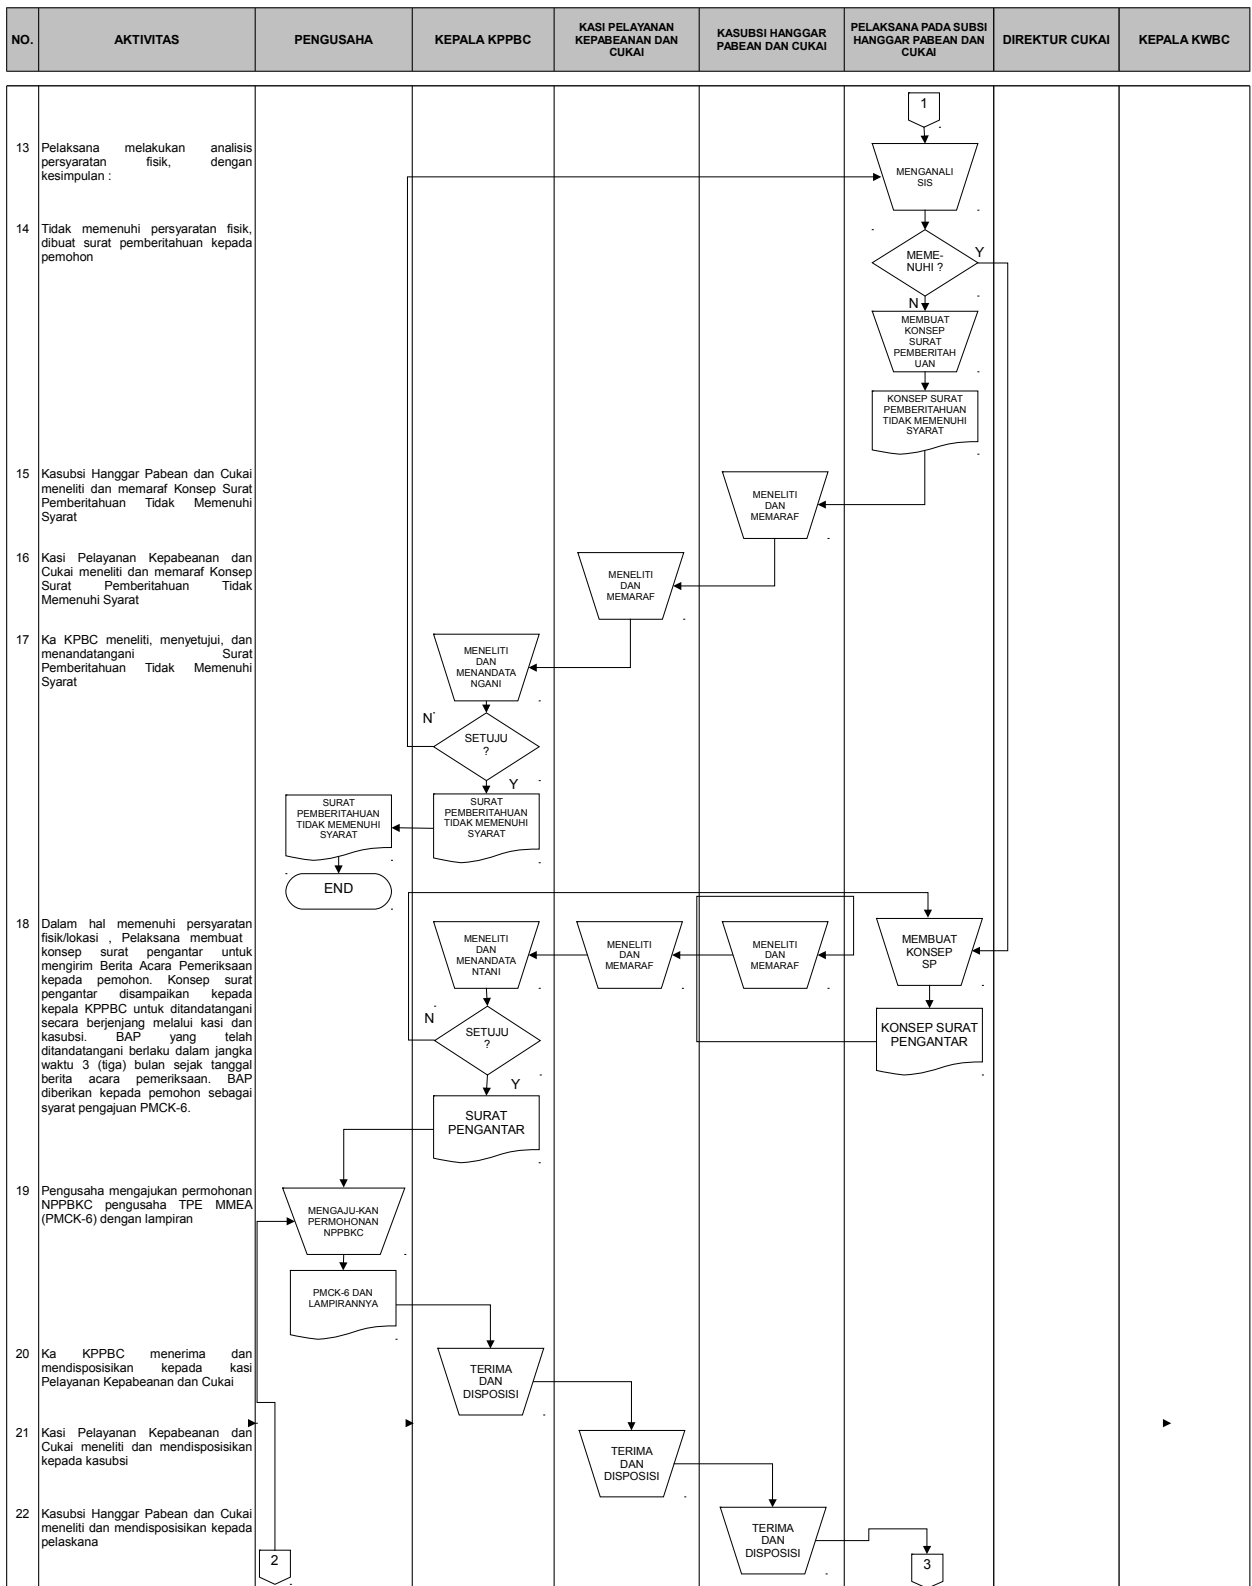 NO.
AKTIVITAS
PENGUSAHA
KEPALA KPPBC
KASI PELAYANAN
KEPABEANAN DAN
CUKAI
KASUBSI HANGGAR
PABEAN DAN CUKAI
PELAKSANA PADA SUBSI
HANGGAR PABEAN DAN
CUKAI
DIREKTUR CUKAI
KEPALA KWBC
1
13 Pelaksana melakukan analisis
persyaratan fisik, dengan
kesimpulan :
MENGANALI
SIS
14 Tidak memenuhi persyaratan fisik,
dibuat surat pemberitahuan kepada
pemohon
MEME-
NUHI ?
Y
N
MEMBUAT
KONSEP
SURAT
PEMBERITAH
UAN
KONSEP SURAT
PEMBERITAHUAN
TIDAK MEMENUHI
SYARAT
15 Kasubsi Hanggar Pabean dan Cukai
meneliti dan memaraf Konsep Surat
Pemberitahuan Tidak Memenuhi
Syarat
MENELITI
DAN
MEMARAF
16 Kasi Pelayanan Kepabeanan dan
Cukai meneliti dan memaraf Konsep
Surat Pemberitahuan Tidak
Memenuhi Syarat
MENELITI
DAN
MEMARAF
17 Ka KPBC meneliti, menyetujui, dan
menandatangani Surat
Pemberitahuan Tidak Memenuhi
Syarat
MENELITI
DAN
MENANDATA
NGANI
N
SETUJU
?
Y
SURAT
PEMBERITAHUAN
TIDAK MEMENUHI
SYARAT
SURAT
PEMBERITAHUAN
TIDAK MEMENUHI
SYARAT
END
18 Dalam hal memenuhi persyaratan
fisik/lokasi , Pelaksana membuat
konsep surat pengantar untuk
mengirim Berita Acara Pemeriksaan
kepada pemohon. Konsep surat
pengantar disampaikan kepada
kepala KPPBC untuk ditandatangani
secara berjenjang melalui kasi dan
kasubsi. BAP yang telah
ditandatangani berlaku dalam jangka
waktu 3 (tiga) bulan sejak tanggal
berita acara pemeriksaan. BAP
diberikan kepada pemohon sebagai
syarat pengajuan PMCK-6.
MENELITI
DAN
MENANDATA
NTANI
MENELITI
DAN
MEMARAF
MENELITI
DAN
MEMARAF
MEMBUAT
KONSEP
SP
N
SETUJU
?
Y
KONSEP SURAT
PENGANTAR
SURAT
PENGANTAR
19 Pengusaha mengajukan permohonan
NPPBKC pengusaha TPE MMEA
(PMCK-6) dengan lampiran
MENGAJU-KAN
PERMOHONAN
NPPBKC
PMCK-6 DAN
LAMPIRANNYA
20 Ka KPPBC menerima dan
mendisposisikan kepada kasi
Pelayanan Kepabeanan dan Cukai
TERIMA
DAN
DISPOSISI
21 Kasi Pelayanan Kepabeanan dan
Cukai meneliti dan mendisposisikan
kepada kasubsi
TERIMA
DAN
DISPOSISI
22 Kasubsi Hanggar Pabean dan Cukai
meneliti dan mendisposisikan kepada
pelaskana
TERIMA
DAN
DISPOSISI
2
3